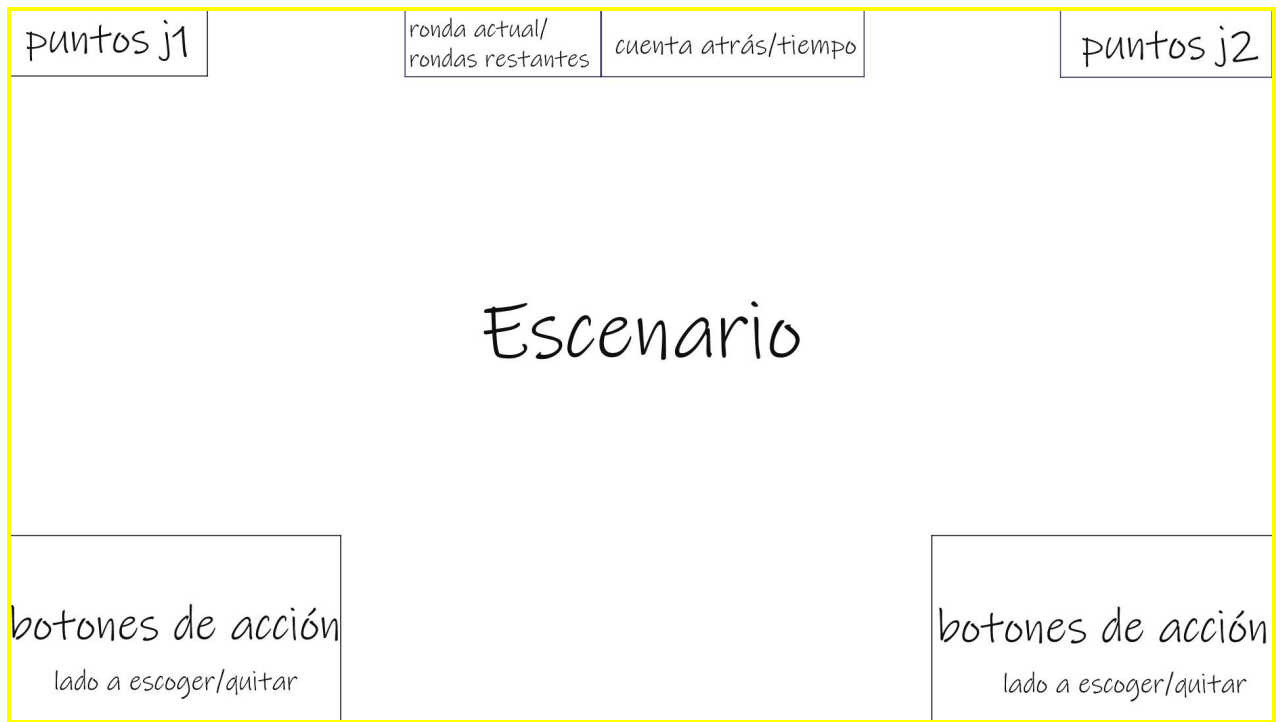 puntos j1
ronda actual/
rondas restantes
cuenta atrás/tiempo
puntos j2
Escenario
botones de acción
lado a escoger/quitar
botones de acción
lado a escoger/quitar